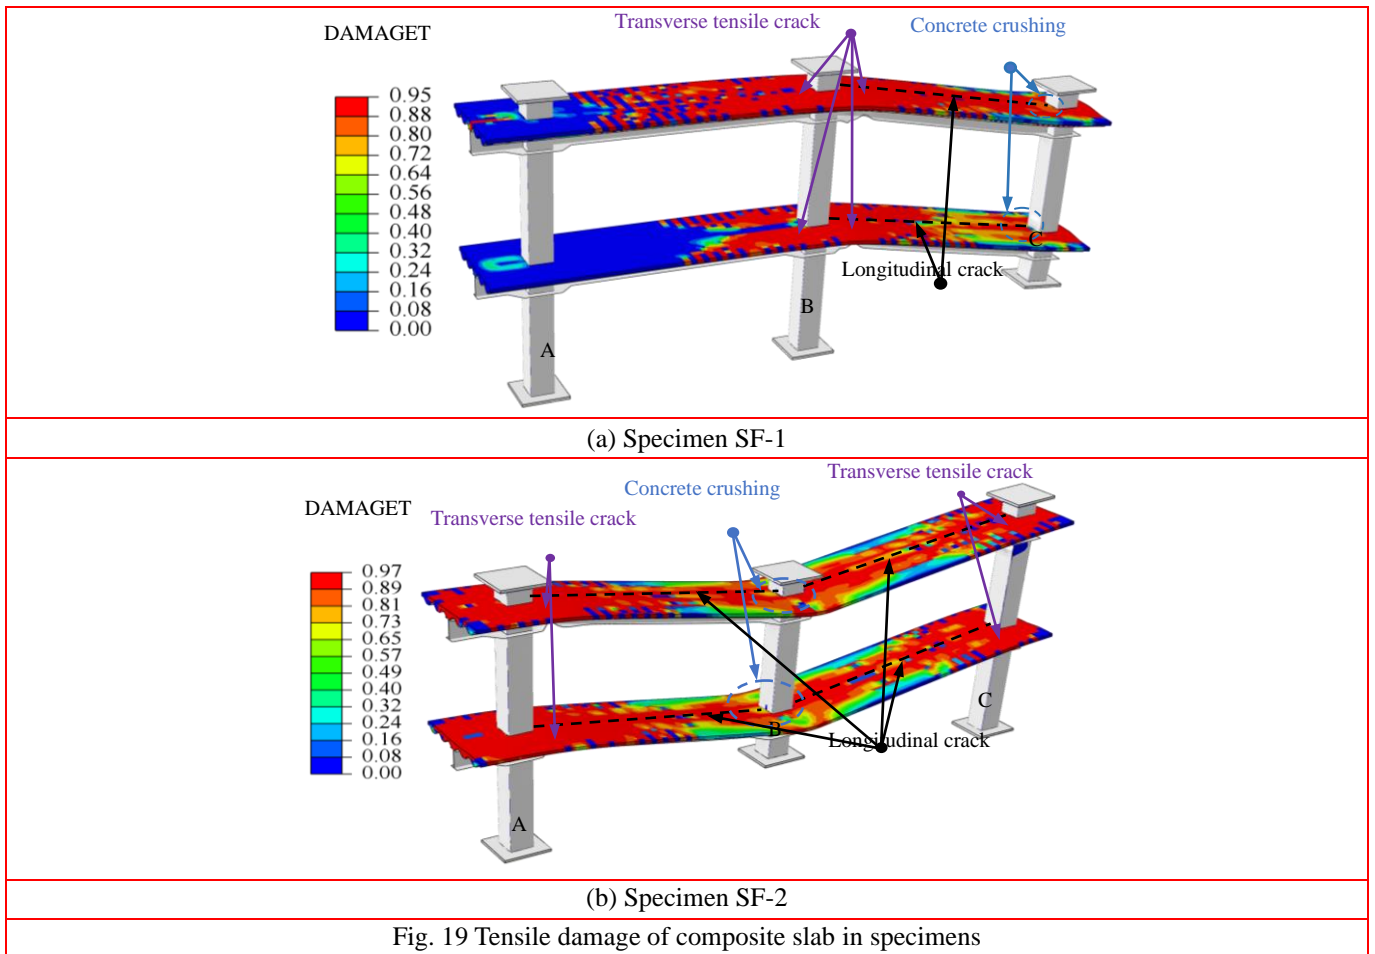 Transverse tensile crack
Concrete crushing
DAMAGET
0.95
0.88
0.80
0.72
0.64
0.56
0.48
0.40
0.32
0.24
0.16
0.08
0.00
C
Longitudinal crack
B
A
(a) Specimen SF-1
Transverse tensile crack
Concrete crushing
DAMAGET
Transverse tensile crack
0.97
0.89
0.81
0.73
0.65
0.57
0.49
0.40
0.32
0.24
0.16
0.08
0.00
C
B
Longitudinal crack
A
(b) Specimen SF-2
Fig. 19 Tensile damage of composite slab in specimens